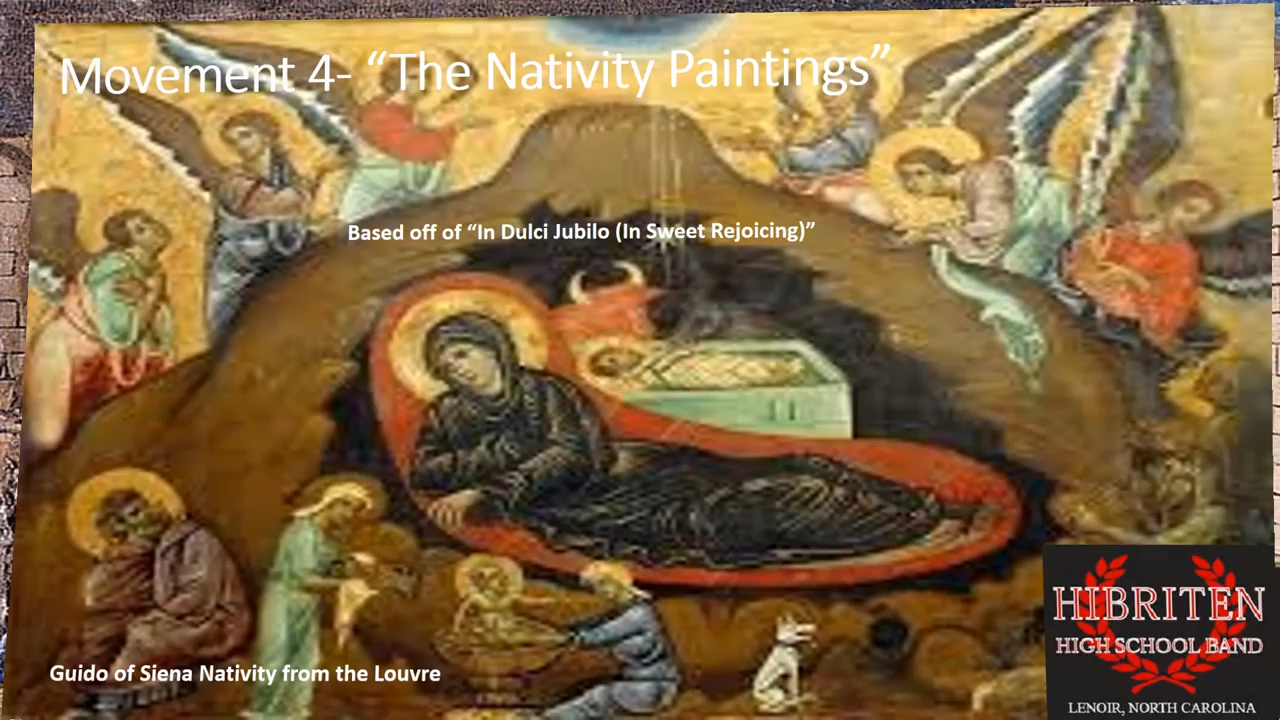 Movement 4- “The Nativity Paintings”
Based off of “In Dulci Jubilo (In Sweet Rejoicing)”
Guido of Siena Nativity from the Louvre
HIBRITEN
HIGH SCHOOL BAND
LENOIR, NORTH CAROLINA